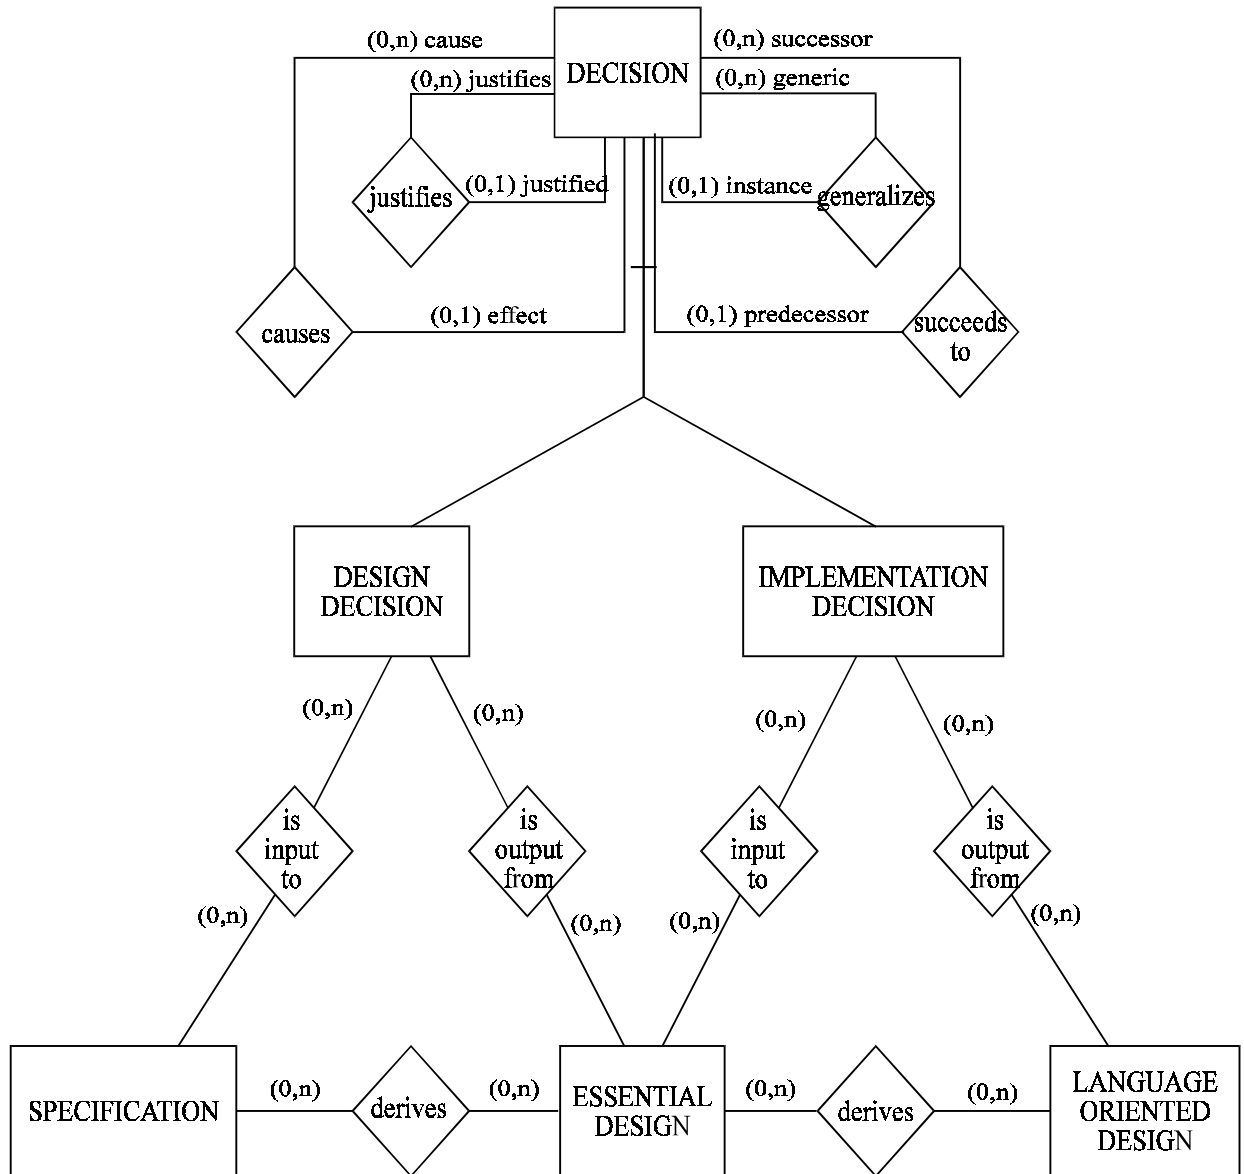 (0,n) cause
(0,n) successor
DECISION
(0,n) justifies
(0,n) generic
justifies
(0,1) justified
(0,1) instance
generalizes
causes
(0,1) effect
(0,1) predecessor
succeeds
to
DESIGN
DECISION
IMPLEMENTATION
DECISION
(0,n)
(0,n)
(0,n)
(0,n)
is
input
to
is
output
from
is
input
to
is
output
from
(0,n)
(0,n)
(0,n)
(0,n)
SPECIFICATION
(0,n)
derives
(0,n)
ESSENTIAL
DESIGN
(0,n)
derives
(0,n)
LANGUAGE
ORIENTED
DESIGN